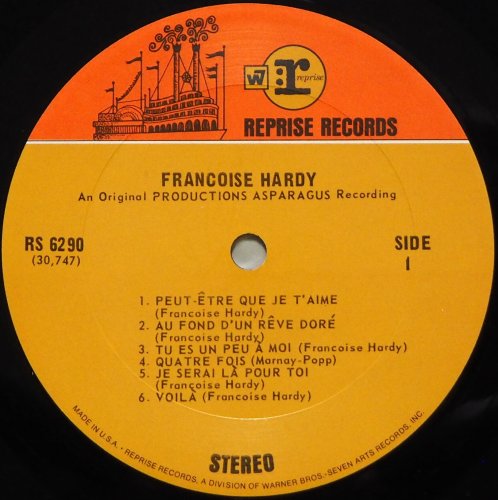 W7 r reprise
REPRISE RECORDS
FRANCOISE HARDY
An Original PRODUCTIONS ASPARAGUS Recording
RS 6290
(30,747)
SIDE
1
1. PEUT-ÊTRE QUE JE T'AIME
(Francoise Hardy)
2. AU FOND D'UN RÊVE DORÉ
(Francoise Hardy)
3. TU ES UN PEU À MOI (Francoise Hardy)
4. QUATRE FOIS (Marnay-Popp)
5. JE SERAI LÀ POUR TOI
(Françoise Hardy)
6. VOILÀ (Francoise Hardy)
STEREO
MADE IN U.S.A. - REPRISE RECORDS, A DIVISION OF WARNER BROS.-SEVEN ARTS RECORDS, INC.